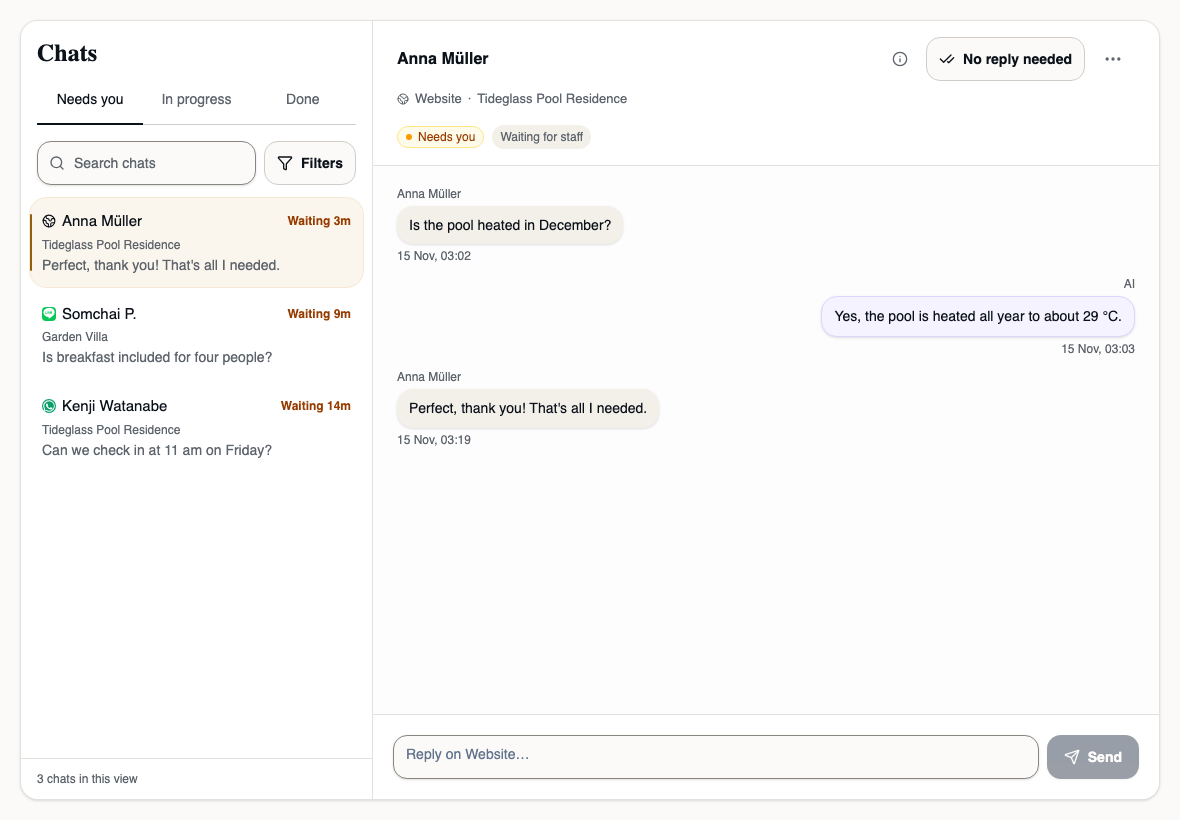 Chats
Needs you
In progress
Done
Search chats
Filters
Anna Müller
Waiting 3m
Tideglass Pool Residence
Perfect, thank you! That's all I needed.
Somchai P.
Waiting 9m
Garden Villa
Is breakfast included for four people?
Kenji Watanabe
Waiting 14m
Tideglass Pool Residence
Can we check in at 11 am on Friday?
3 chats in this view
Anna Müller
No reply needed
Website · Tideglass Pool Residence
Needs you
Waiting for staff
Anna Müller
Is the pool heated in December?
15 Nov, 03:02
AI
Yes, the pool is heated all year to about 29 °C.
15 Nov, 03:03
Anna Müller
Perfect, thank you! That's all I needed.
15 Nov, 03:19
Reply on Website…
Send